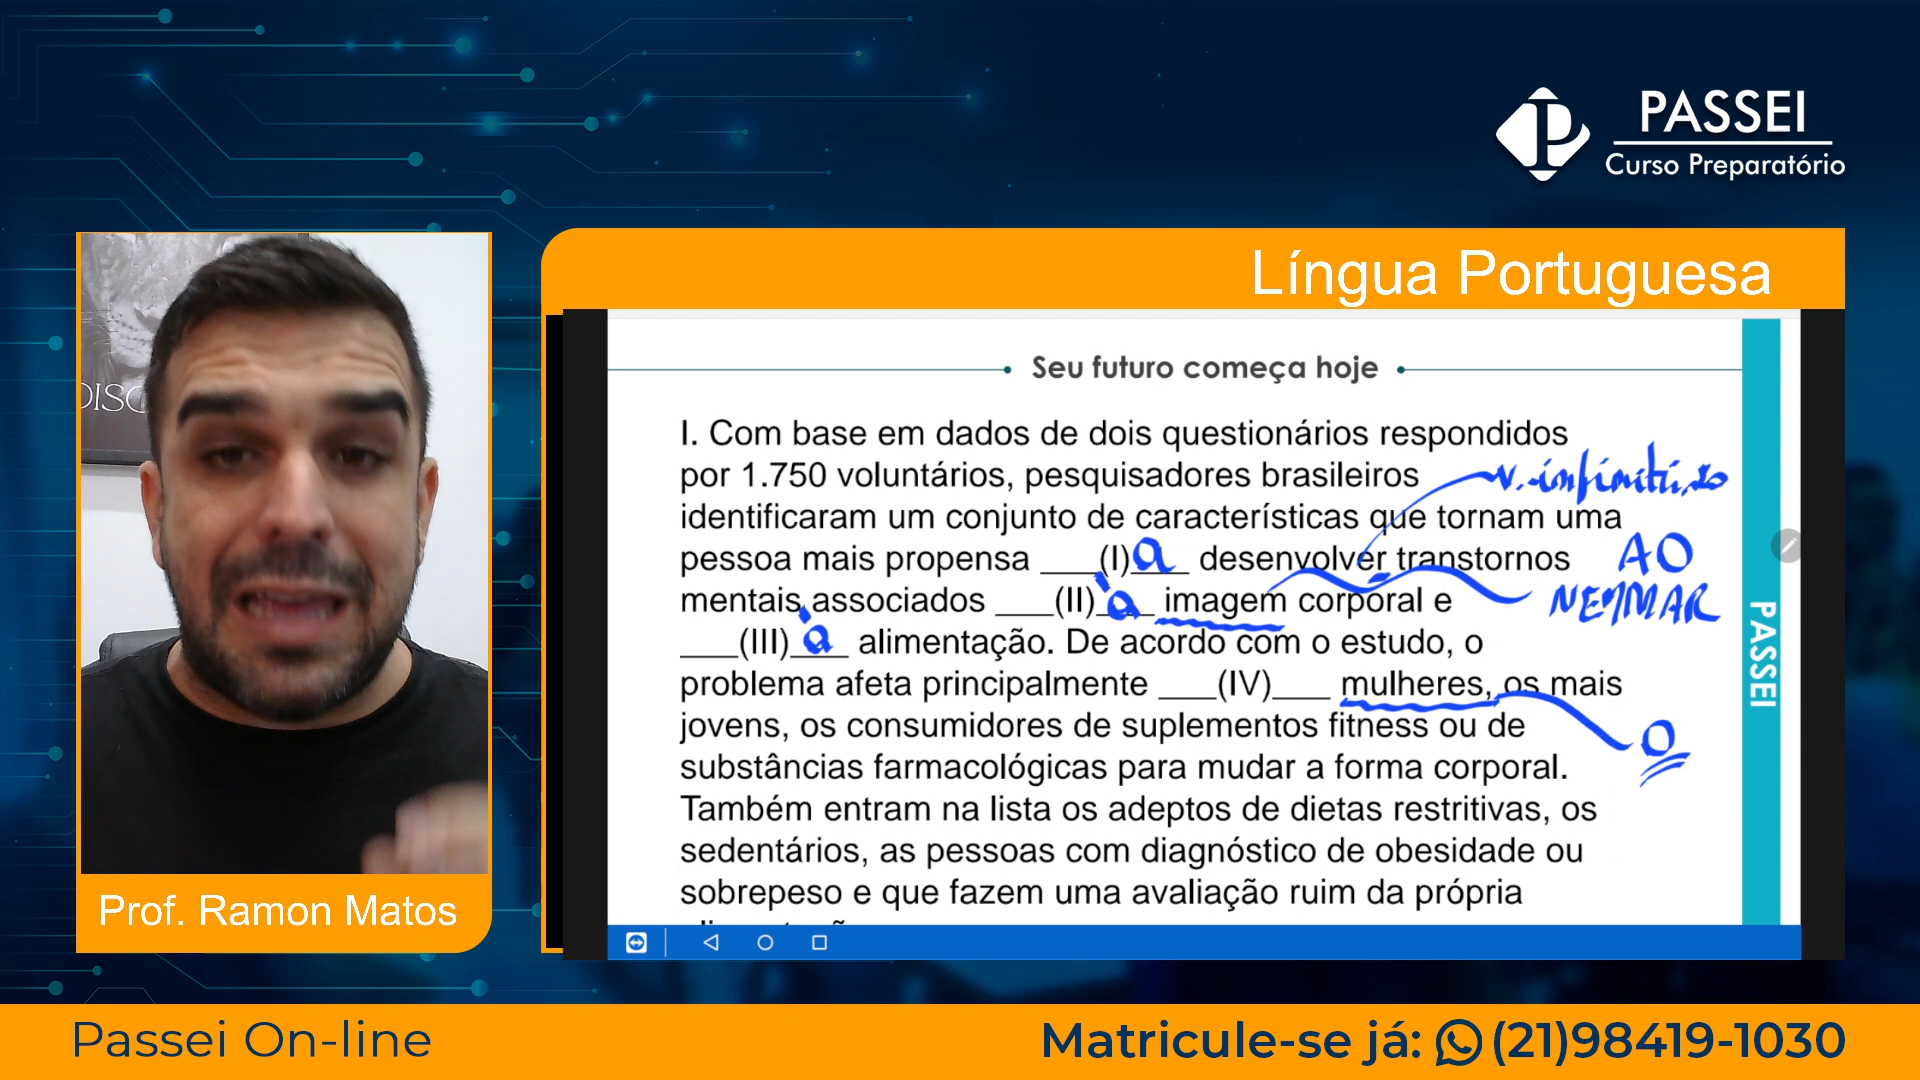 PASSEI
Curso Preparatório
DISC
Língua Portuguesa
Seu futuro começa hoje
I. Com base em dados de dois questionários respondidos
por 1.750 voluntários, pesquisadores brasileiros
v. infinitivo
identificaram um conjunto de características que tornam uma
pessoa mais propensa ___(I)a___ desenvolver transtornos
AO
mentais associados ___(II)à___ imagem corporal e
NEYMAR
___(III)à___ alimentação. De acordo com o estudo, o
problema afeta principalmente ___(IV)___ mulheres, os mais
jovens, os consumidores de suplementos fitness ou de
O
substâncias farmacológicas para mudar a forma corporal.
Também entram na lista os adeptos de dietas restritivas, os
sedentários, as pessoas com diagnóstico de obesidade ou
sobrepeso e que fazem uma avaliação ruim da própria
PASSEI
Prof. Ramon Matos
Passei On-line
Matricule-se já: (21)98419-1030